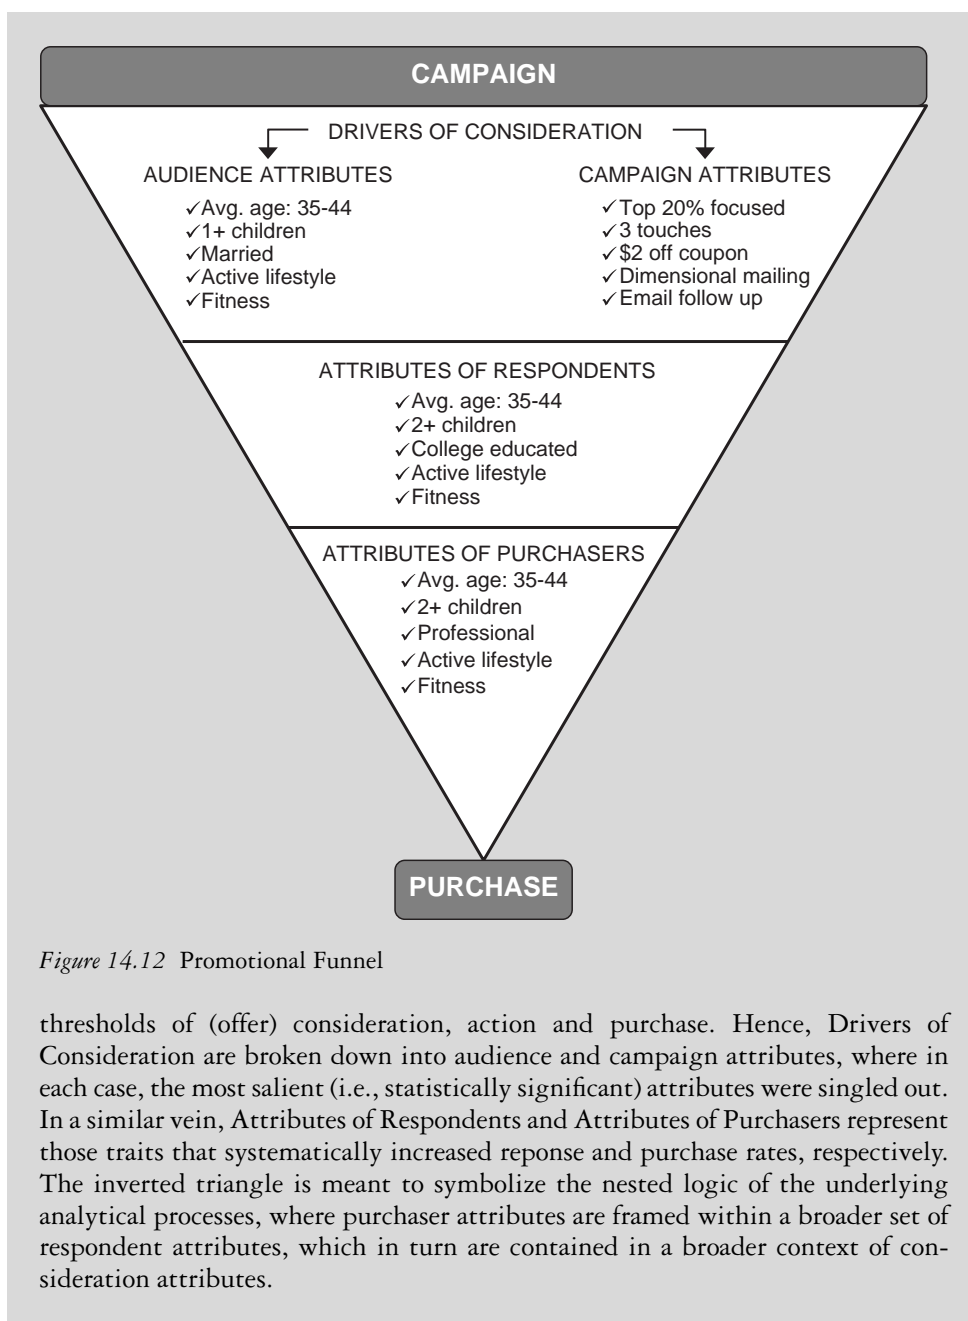 CAMPAIGN
DRIVERS OF CONSIDERATION
AUDIENCE ATTRIBUTES
✓Avg. age: 35-44
✓1+ children
✓Married
✓Active lifestyle
✓Fitness
CAMPAIGN ATTRIBUTES
✓Top 20% focused
✓3 touches
✓$2 off coupon
✓Dimensional mailing
✓Email follow up
ATTRIBUTES OF RESPONDENTS
✓Avg. age: 35-44
✓2+ children
✓College educated
✓Active lifestyle
✓Fitness
ATTRIBUTES OF PURCHASERS
✓Avg. age: 35-44
✓2+ children
✓Professional
✓Active lifestyle
✓Fitness
PURCHASE
Figure 14.12 Promotional Funnel
thresholds of (offer) consideration, action and purchase. Hence, Drivers of
Consideration are broken down into audience and campaign attributes, where in
each case, the most salient (i.e., statistically significant) attributes were singled out.
In a similar vein, Attributes of Respondents and Attributes of Purchasers represent
those traits that systematically increased reponse and purchase rates, respectively.
The inverted triangle is meant to symbolize the nested logic of the underlying
analytical processes, where purchaser attributes are framed within a broader set of
respondent attributes, which in turn are contained in a broader context of con-
sideration attributes.